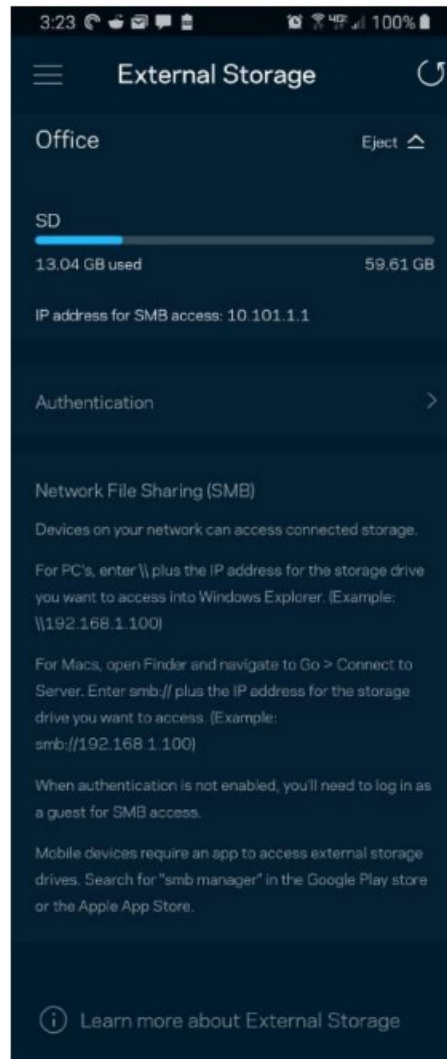 3:23 4G 100%
External Storage
Office Eject
SD
13.04 GB used 59.61 GB
IP address for SMB access: 10.101.1.1
Authentication
Network File Sharing (SMB)
Devices on your network can access connected storage.
For PC's, enter \\ plus the IP address for the storage drive
you want to access into Windows Explorer. (Example:
\\192.168.1.100)
For Macs, open Finder and navigate to Go > Connect to
Server. Enter smb:// plus the IP address for the storage
drive you want to access. (Example:
smb://192.168.1.100)
When authentication is not enabled, you'll need to log in as
a guest for SMB access.
Mobile devices require an app to access external storage
drives. Search for "smb manager" in the Google Play store
or the Apple App Store.
Learn more about External Storage